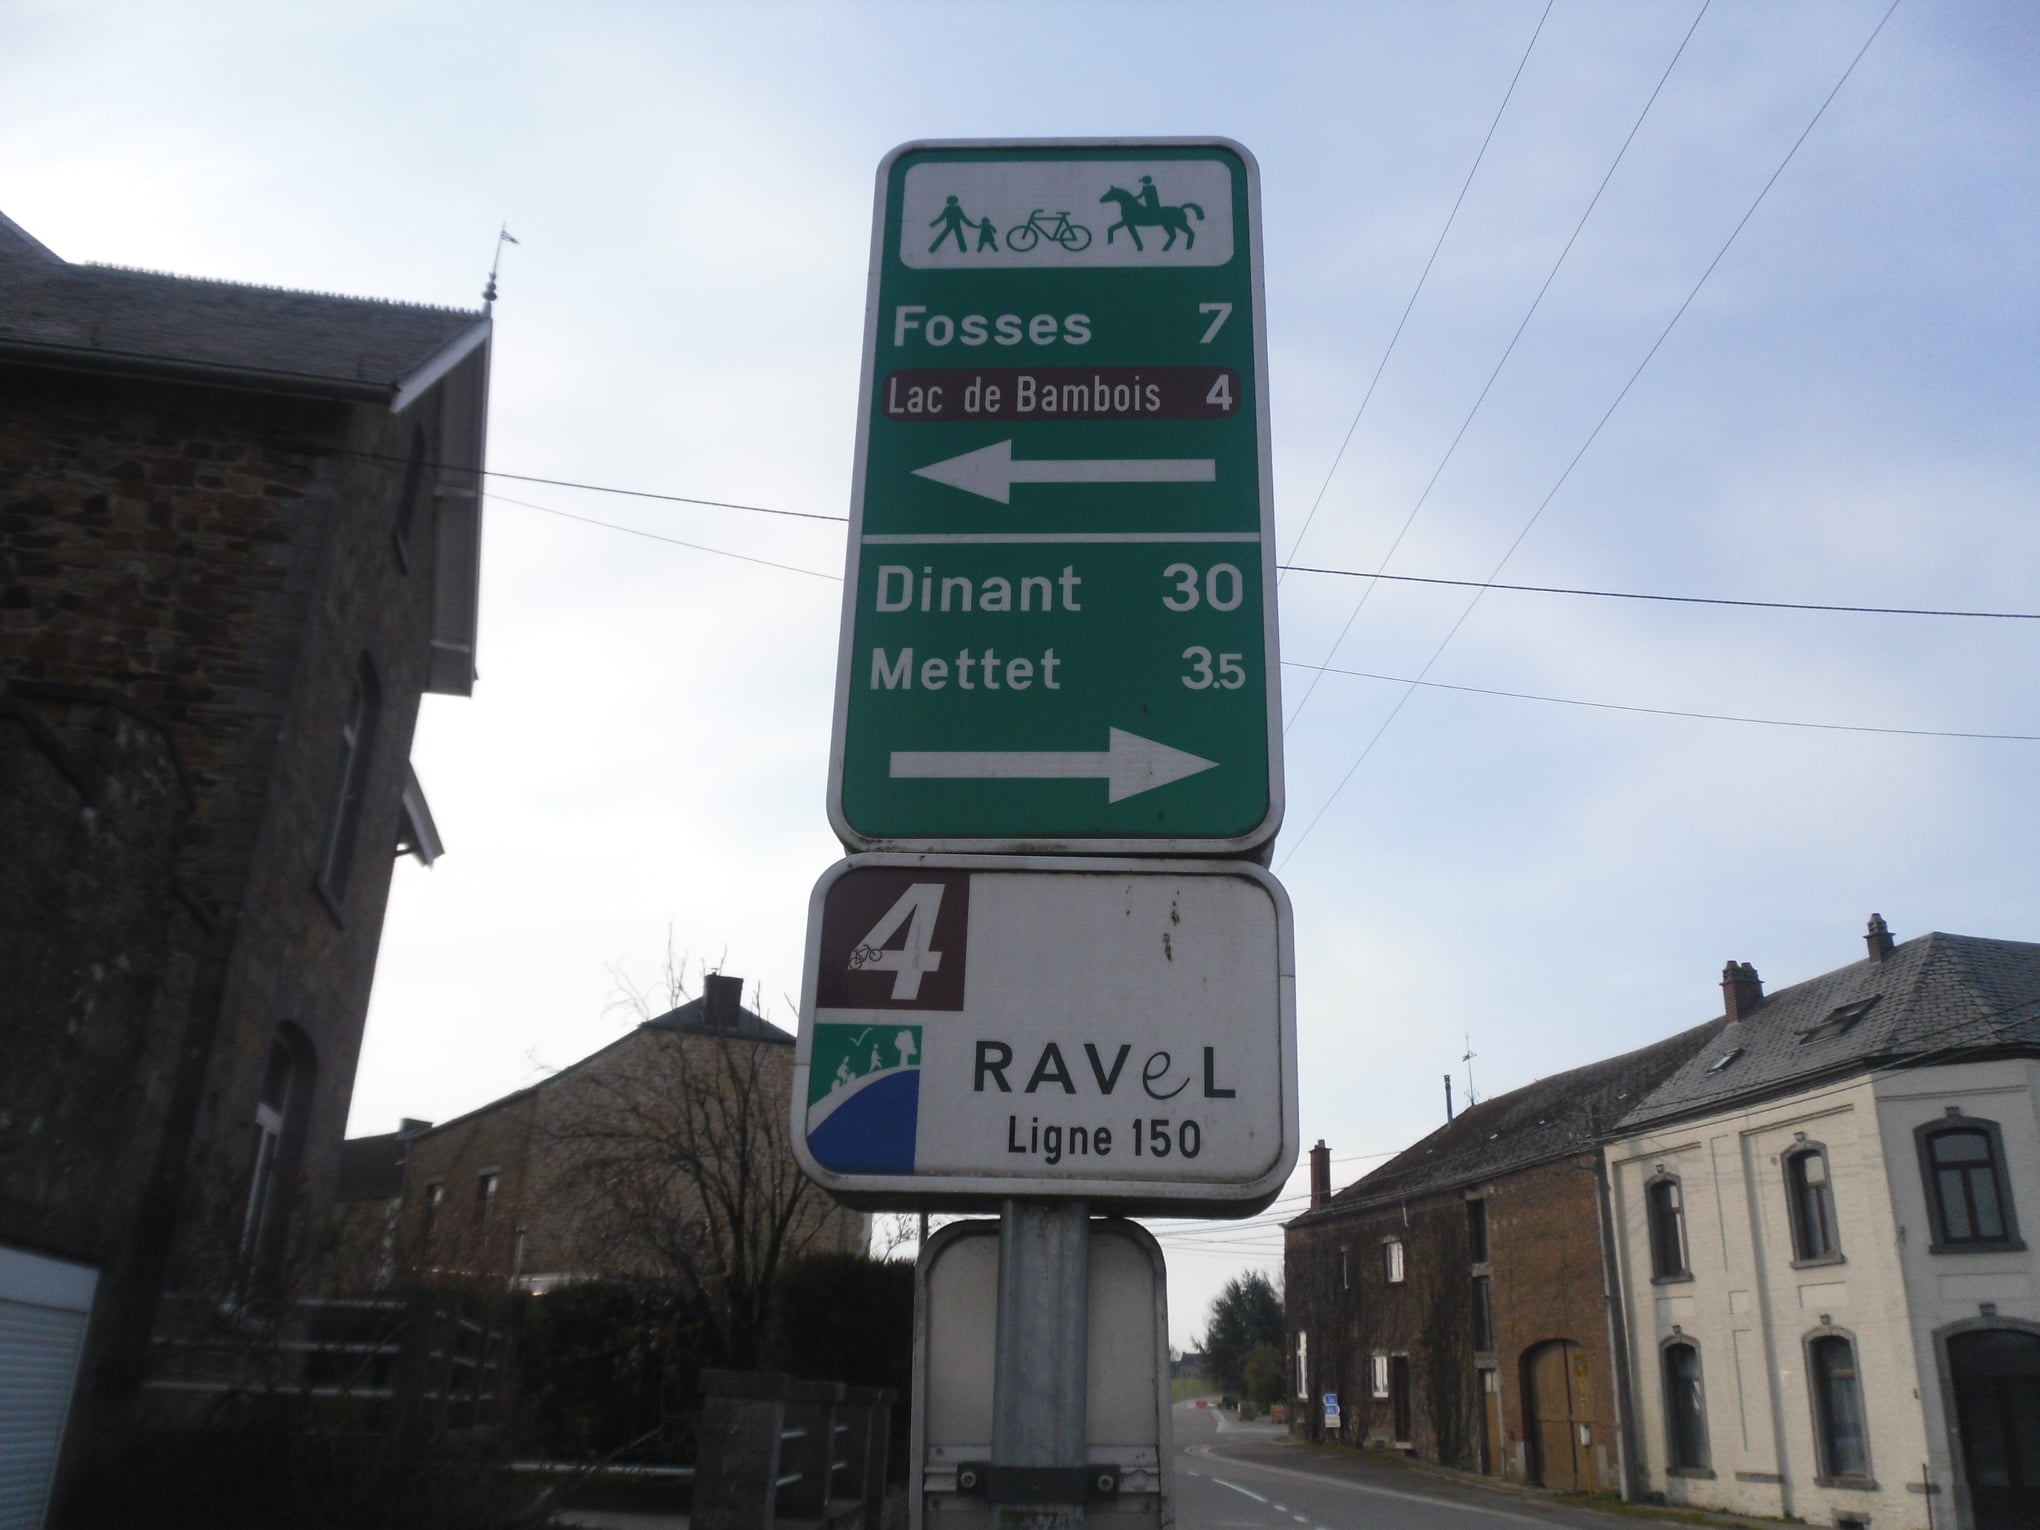 Fosses 7
Lac de Bambois 4
Dinant 30
Mettet 3.5
4
RAVeL
Ligne 150